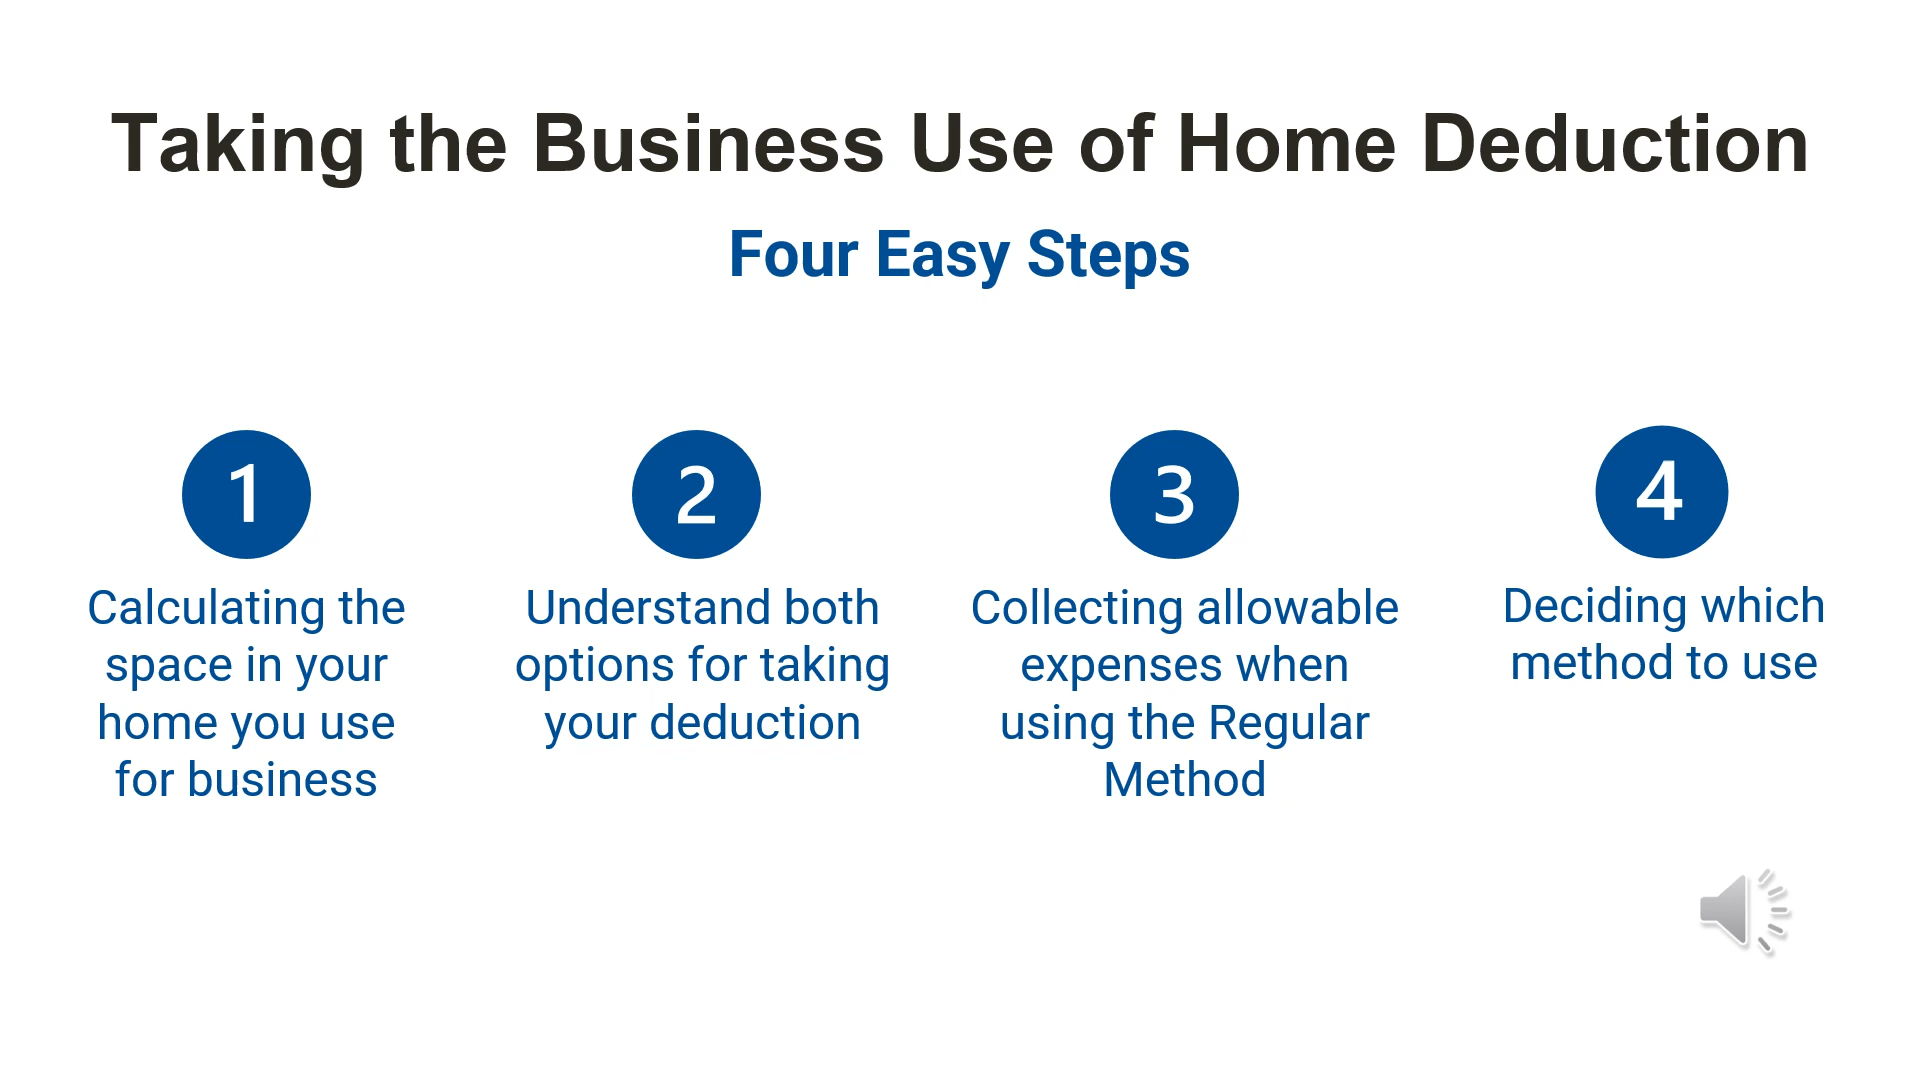 Taking the Business Use of Home Deduction
Four Easy Steps
1
Calculating the
space in your
home you use
for business
2
Understand both
options for taking
your deduction
3
Collecting allowable
expenses when
using the Regular
Method
4
Deciding which
method to use